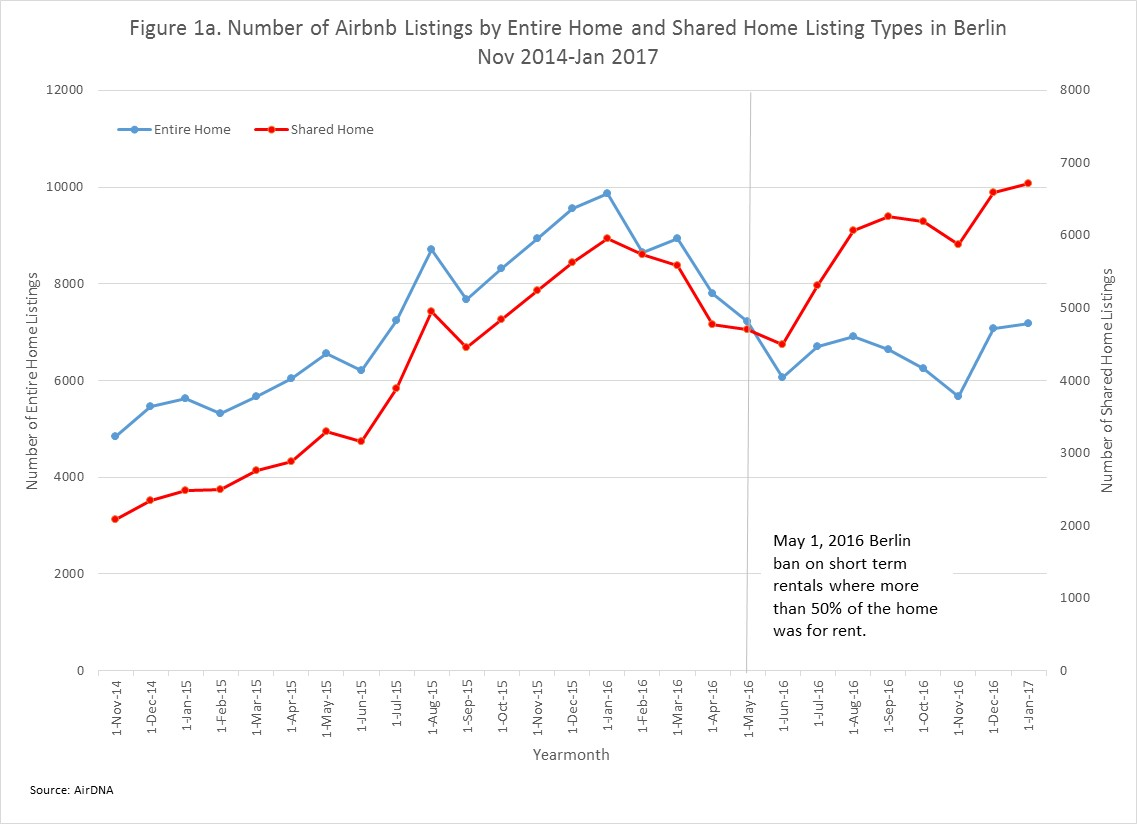 Figure 1a. Number of Airbnb Listings by Entire Home and Shared Home Listing Types in Berlin
Nov 2014-Jan 2017
Entire Home
Shared Home
12000
10000
8000
6000
4000
2000
0
Number of Entire Home Listings
8000
7000
6000
5000
4000
3000
2000
1000
0
Number of Shared Home Listings
May 1, 2016 Berlin
ban on short term
rentals where more
than 50% of the home
was for rent.
1-Nov-14
1-Dec-14
1-Jan-15
1-Feb-15
1-Mar-15
1-Apr-15
1-May-15
1-Jun-15
1-Jul-15
1-Aug-15
1-Sep-15
1-Oct-15
1-Nov-15
1-Dec-15
1-Jan-16
1-Feb-16
1-Mar-16
1-Apr-16
1-May-16
1-Jun-16
1-Jul-16
1-Aug-16
1-Sep-16
1-Oct-16
1-Nov-16
1-Dec-16
1-Jan-17
Yearmonth
Source: AirDNA